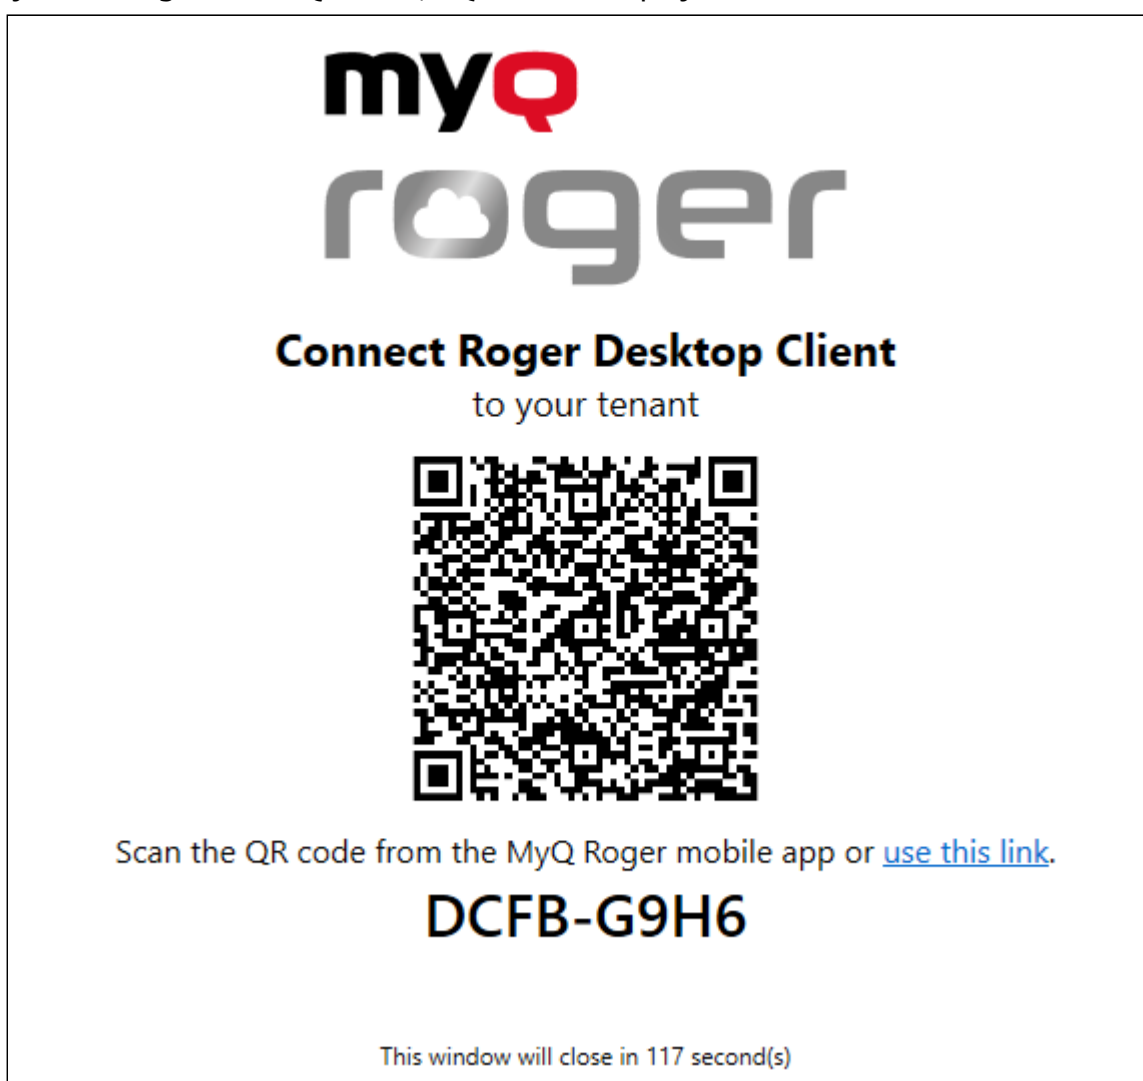 myQ
roger
Connect Roger Desktop Client
to your tenant
Scan the QR code from the MyQ Roger mobile app or use this link.
DCFB-G9H6
This window will close in 117 second(s)